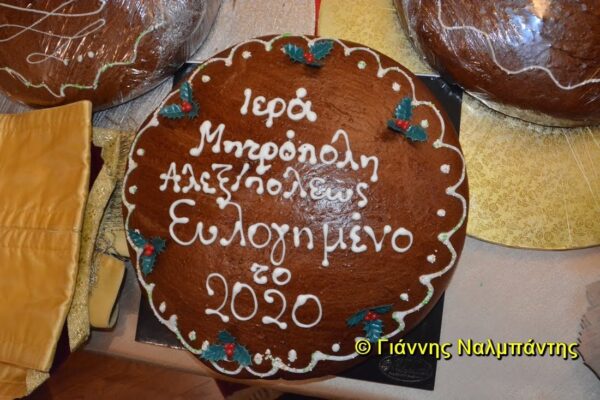 Ιερά
Μητρόπολη
Αλεξ/πόλεως
Ευλογημένο
το
2020
© Γιάννης Ναλμπάντης